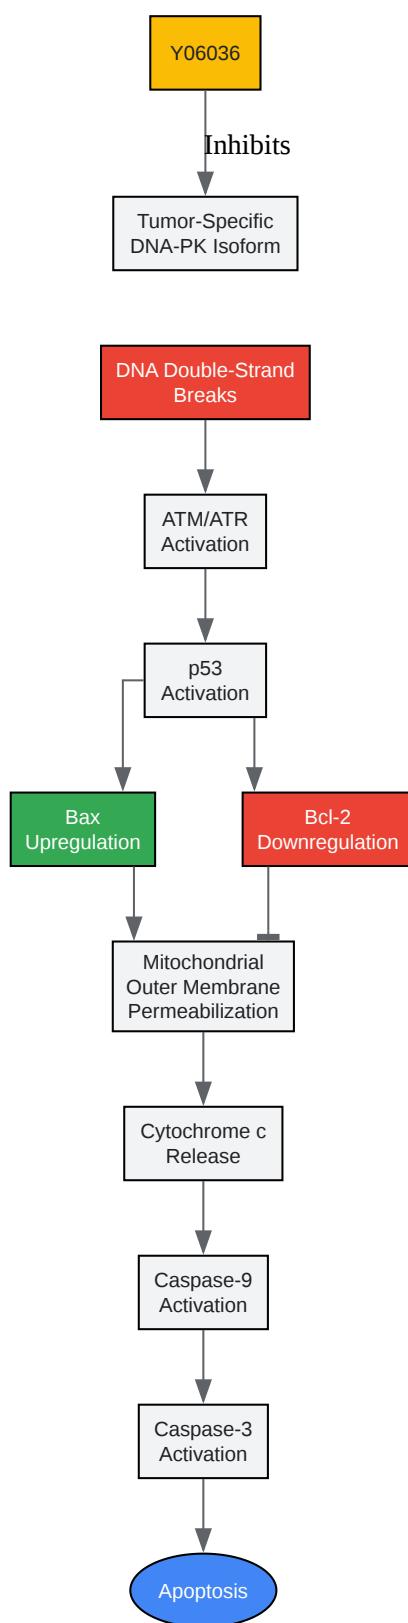 Y06036
Inhibits
Tumor-Specific
DNA-PK Isoform
DNA Double-Strand
Breaks
ATM/ATR
Activation
p53
Activation
Bax
Upregulation
Bcl-2
Downregulation
Mitochondrial
Outer Membrane
Permeabilization
Cytochrome c
Release
Caspase-9
Activation
Caspase-3
Activation
Apoptosis